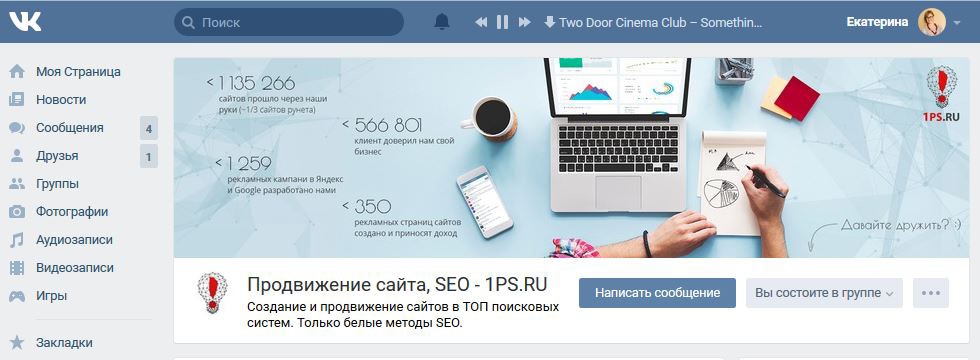 Поиск
Two Door Cinema Club – Somethin...
Екатерина
Моя Страница
Новости
Сообщения 4
Друзья 1
Группы
Фотографии
Аудиозаписи
Видеозаписи
Игры
Закладки
< 1 135 266
сайтов прошло через наши
руки (~1/3 сайтов рунета)
< 566 801
клиент доверил нам свой
бизнес
< 1 259
рекламных кампании в Яндекс
и Google разработано нами
< 350
рекламных страниц сайтов
создано и приносят доход
1PS.RU
Давайте дружить? :)
Продвижение сайта, SEO - 1PS.RU
Создание и продвижение сайтов в ТОП поисковых
систем. Только белые методы SEO.
Написать сообщение
Вы состоите в группе